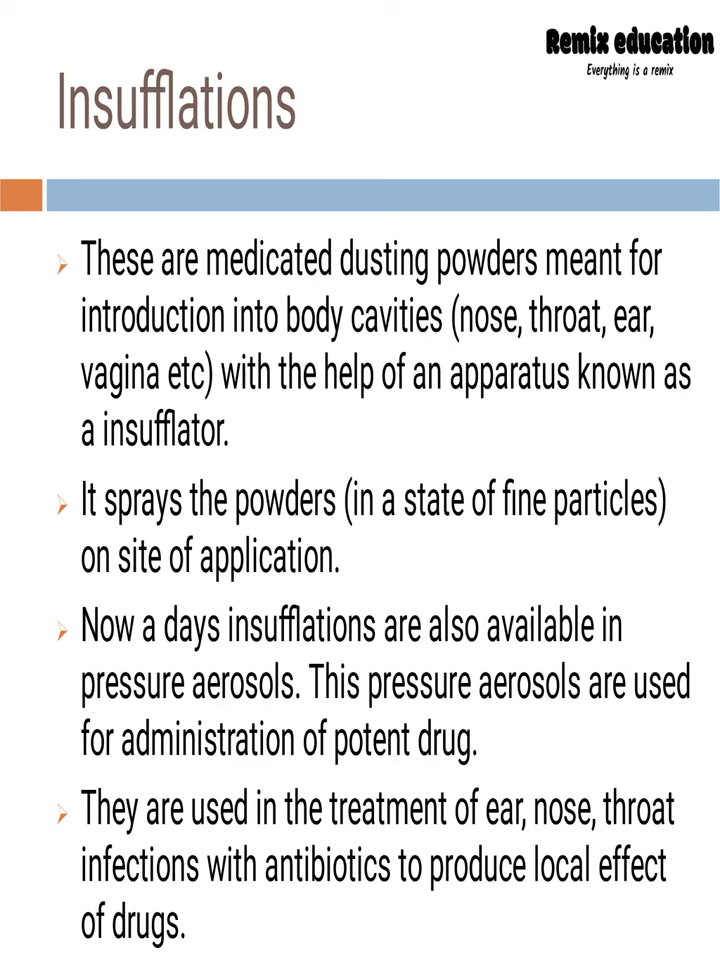 Remix education
Everything is a remix
Insufflations
These are medicated dusting powders meant for
introduction into body cavities (nose, throat, ear,
vagina etc) with the help of an apparatus known as
a insufflator.
It sprays the powders (in a state of fine particles)
on site of application.
Now a days insufflations are also available in
pressure aerosols. This pressure aerosols are used
for administration of potent drug.
They are used in the treatment of ear, nose, throat
infections with antibiotics to produce local effect
of drugs.